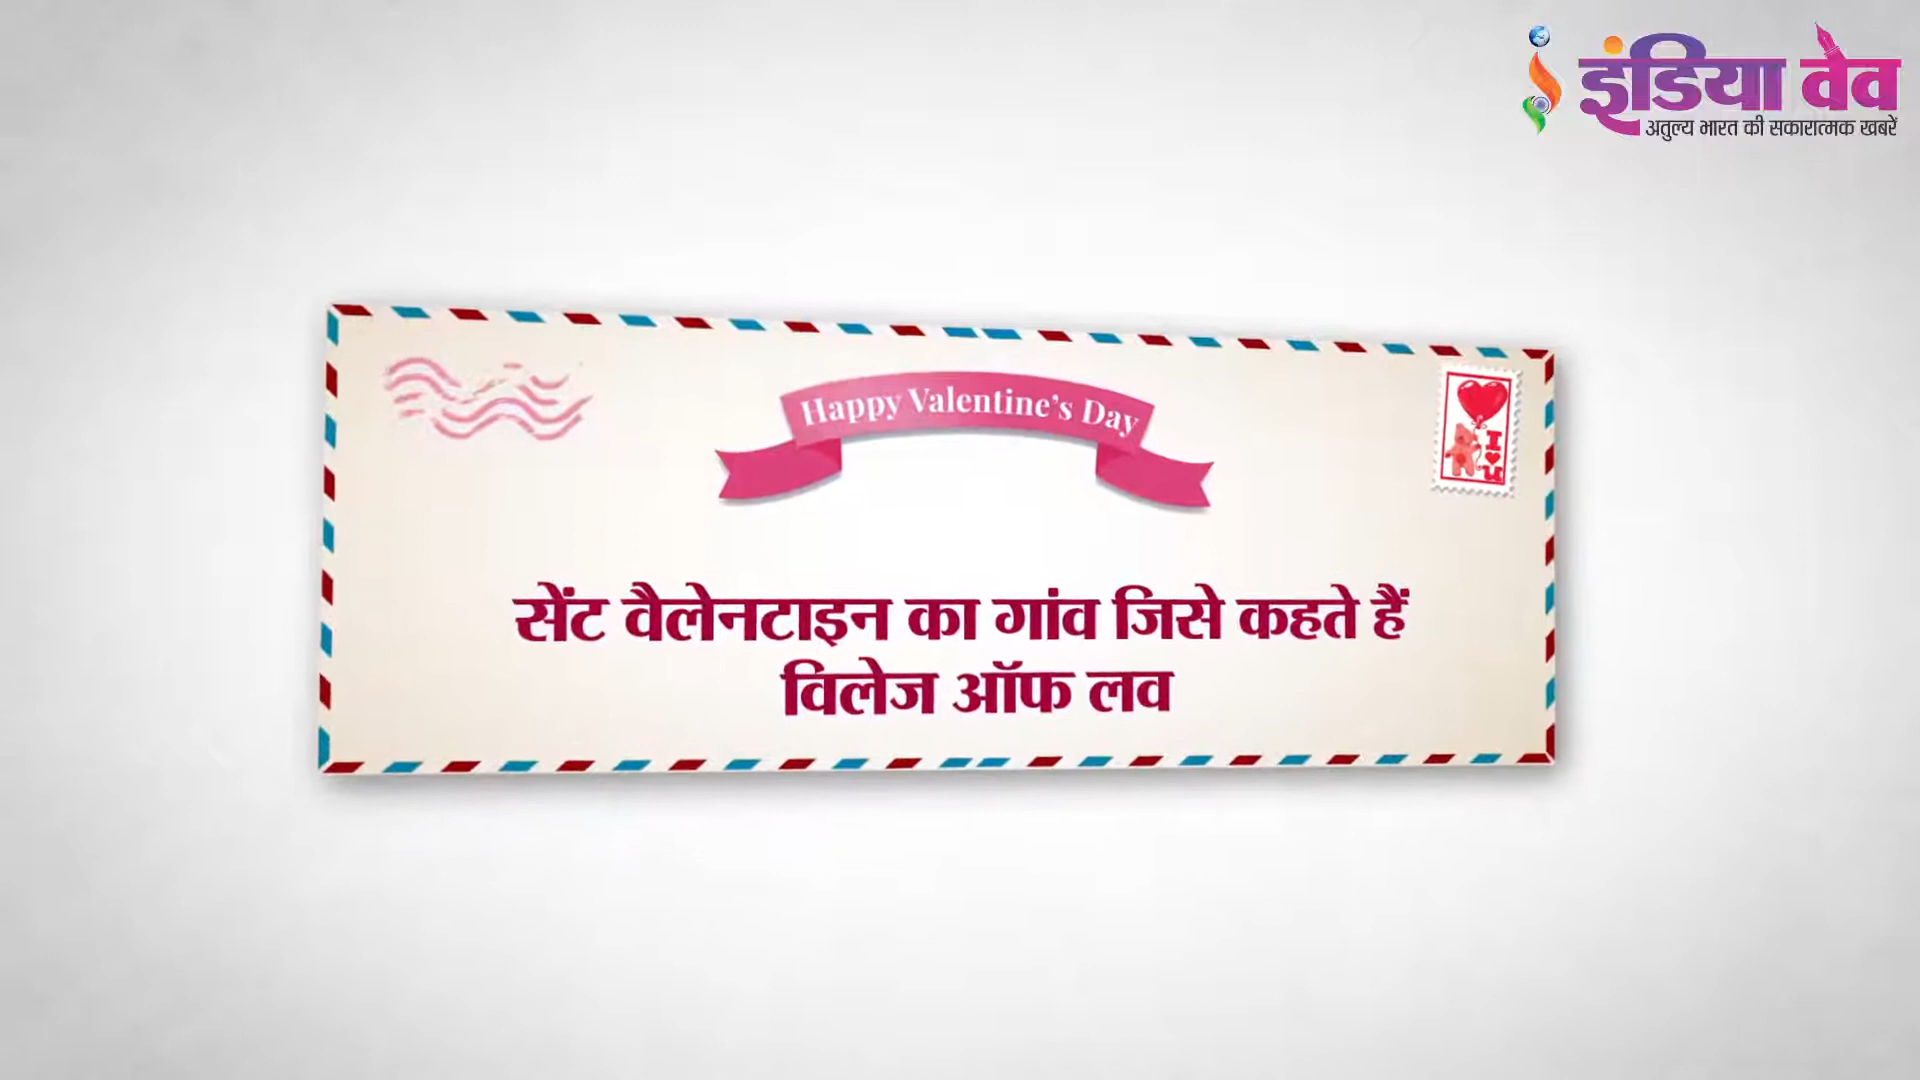 इंडिया वेव
अतुल्य भारत की सकारात्मक खबरें
Happy Valentine's Day
I
u
सेंट वैलेनटाइन का गांव जिसे कहते हैं
विलेज ऑफ लव